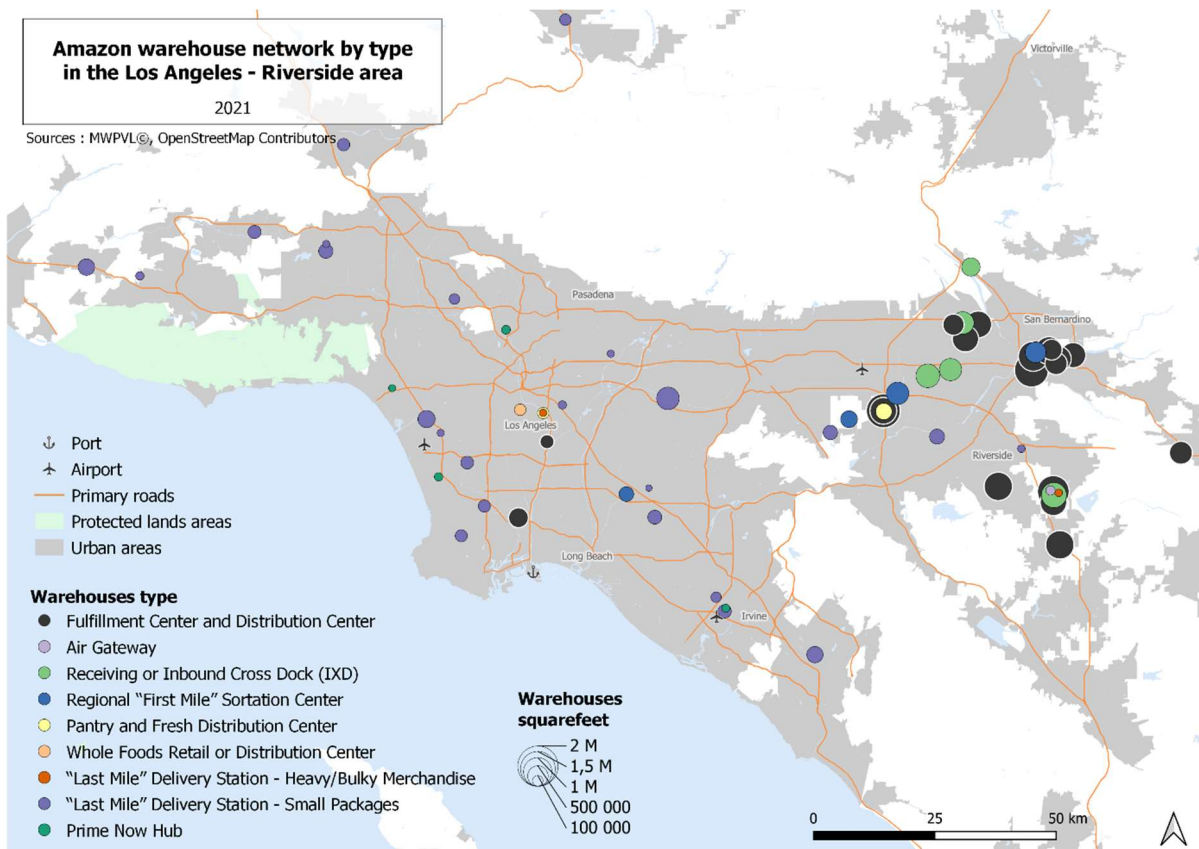 Amazon warehouse network by type
in the Los Angeles - Riverside area
2021
Sources : MWPVL©, OpenStreetMap Contributors
Victorville
Pasadena
San Bernardino
Los Angeles
Riverside
Long Beach
Irvine
Port
Airport
Primary roads
Protected lands areas
Urban areas
Warehouses type
Fulfillment Center and Distribution Center
Air Gateway
Receiving or Inbound Cross Dock (IXD)
Regional “First Mile” Sortation Center
Pantry and Fresh Distribution Center
Whole Foods Retail or Distribution Center
“Last Mile” Delivery Station - Heavy/Bulky Merchandise
“Last Mile” Delivery Station - Small Packages
Prime Now Hub
Warehouses
squarefeet
2 M
1,5 M
1 M
500 000
100 000
0 25 50 km